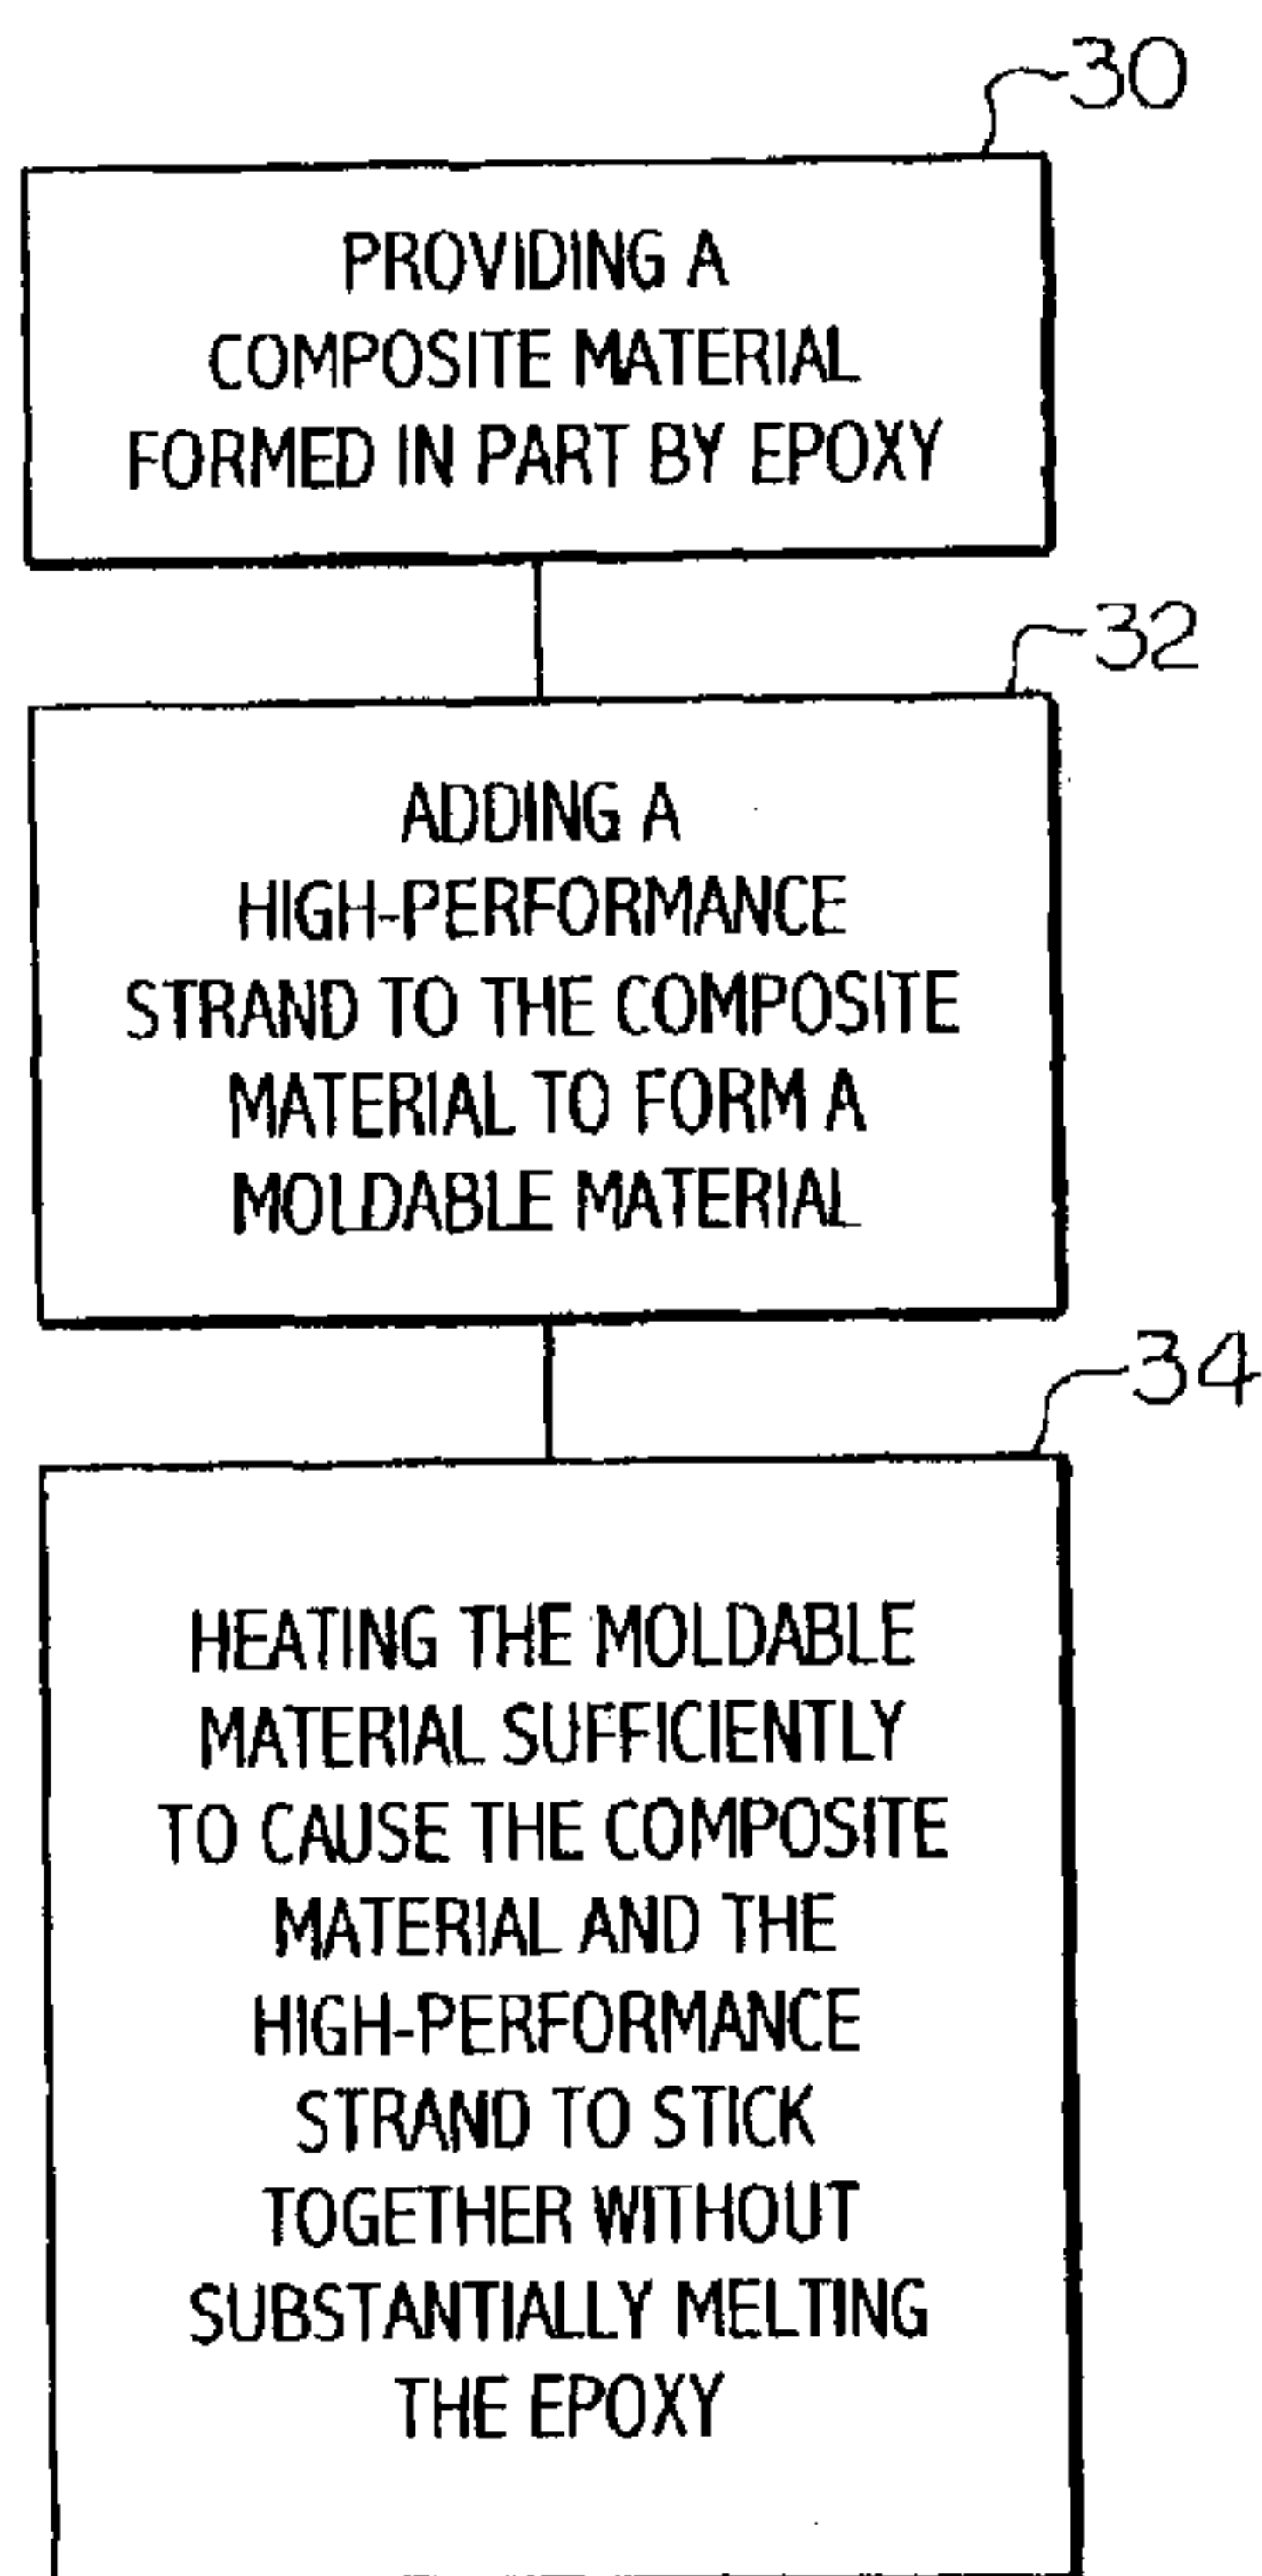 30
PROVIDING A
COMPOSITE MATERIAL
FORMED IN PART BY EPOXY
32
ADDING A
HIGH-PERFORMANCE
STRAND TO THE COMPOSITE
MATERIAL TO FORM A
MOLDABLE MATERIAL
34
HEATING THE MOLDABLE
MATERIAL SUFFICIENTLY
TO CAUSE THE COMPOSITE
MATERIAL AND THE
HIGH-PERFORMANCE
STRAND TO STICK
TOGETHER WITHOUT
SUBSTANTIALLY MELTING
THE EPOXY